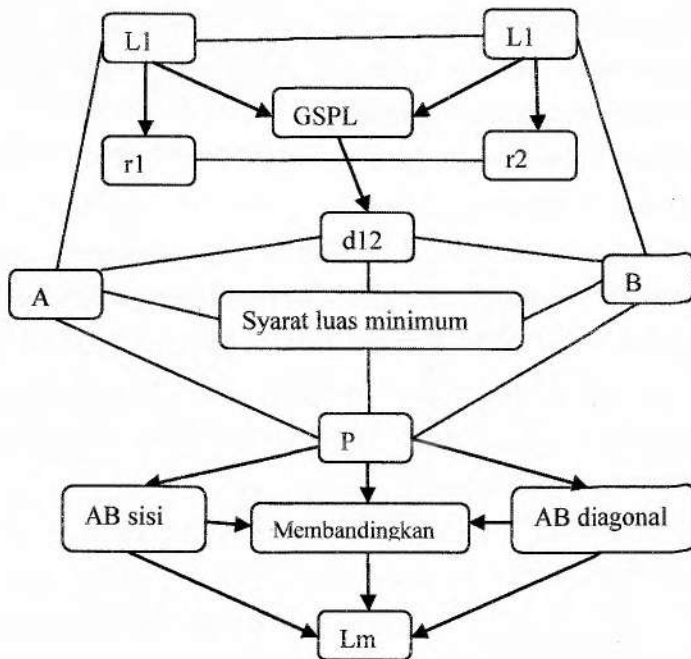 L1
L1
GSPL
r1
r2
d12
A
B
Syarat luas minimum
P
AB sisi
Membandingkan
AB diagonal
Lm